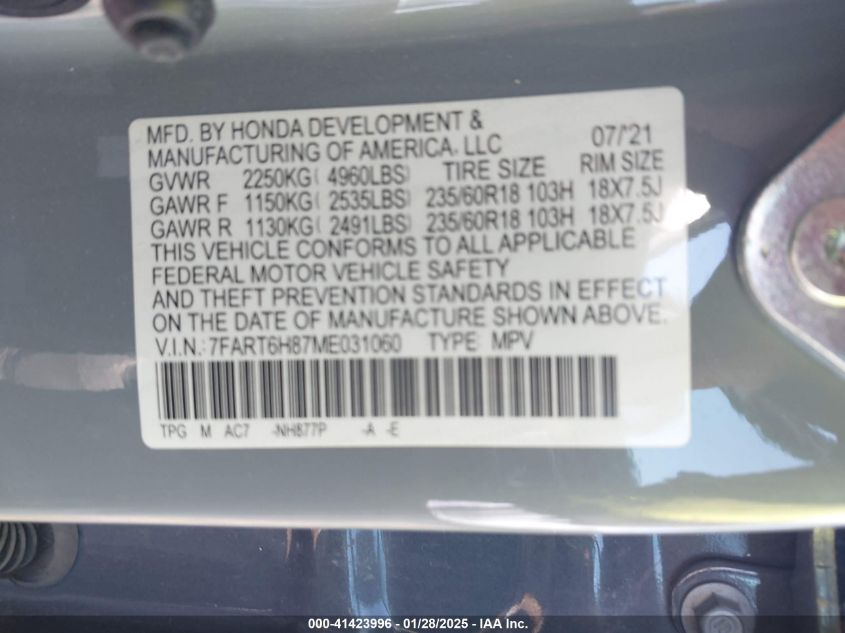 MFD. BY HONDA DEVELOPMENT & 07/'21
MANUFACTURING OF AMERICA, LLC
GVWR 2250KG( 4960LBS) TIRE SIZE RIM SIZE
GAWR F 1150KG( 2535LBS) 235/60R18 103H 18X7.5J
GAWR R 1130KG( 2491LBS) 235/60R18 103H 18X7.5J
THIS VEHICLE CONFORMS TO ALL APPLICABLE
FEDERAL MOTOR VEHICLE SAFETY
AND THEFT PREVENTION STANDARDS IN EFFECT
ON THE DATE OF MANUFACTURE SHOWN ABOVE.
V.I.N.:7FART6H87ME031060 TYPE: MPV
TPG M AC7 -NH877P -A -E
000-41423996 - 01/28/2025 - IAA Inc.